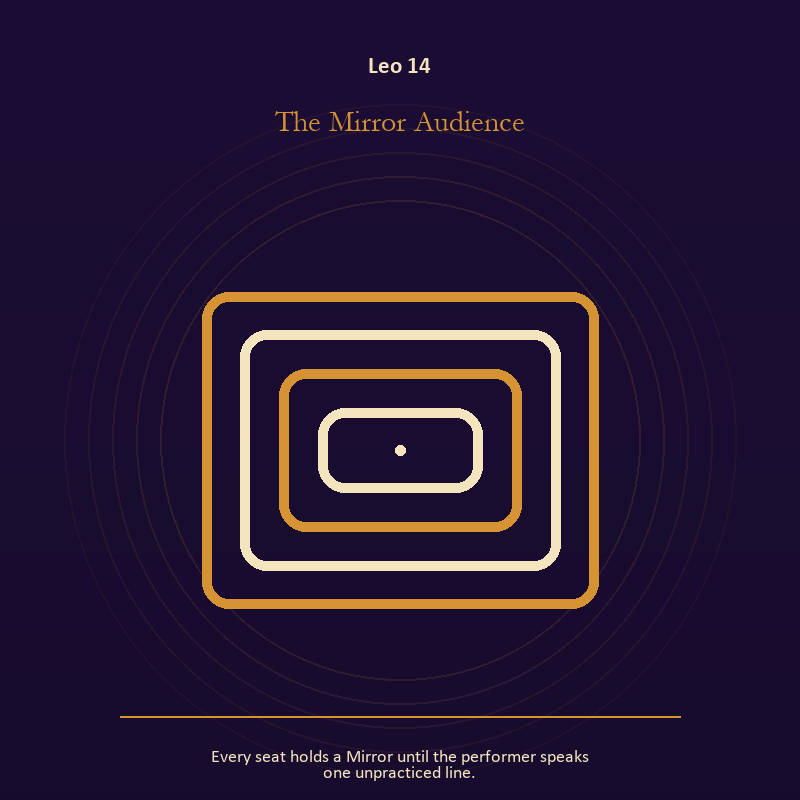 Leo 14
The Mirror Audience
Every seat holds a Mirror until the performer speaks
one unpracticed line.